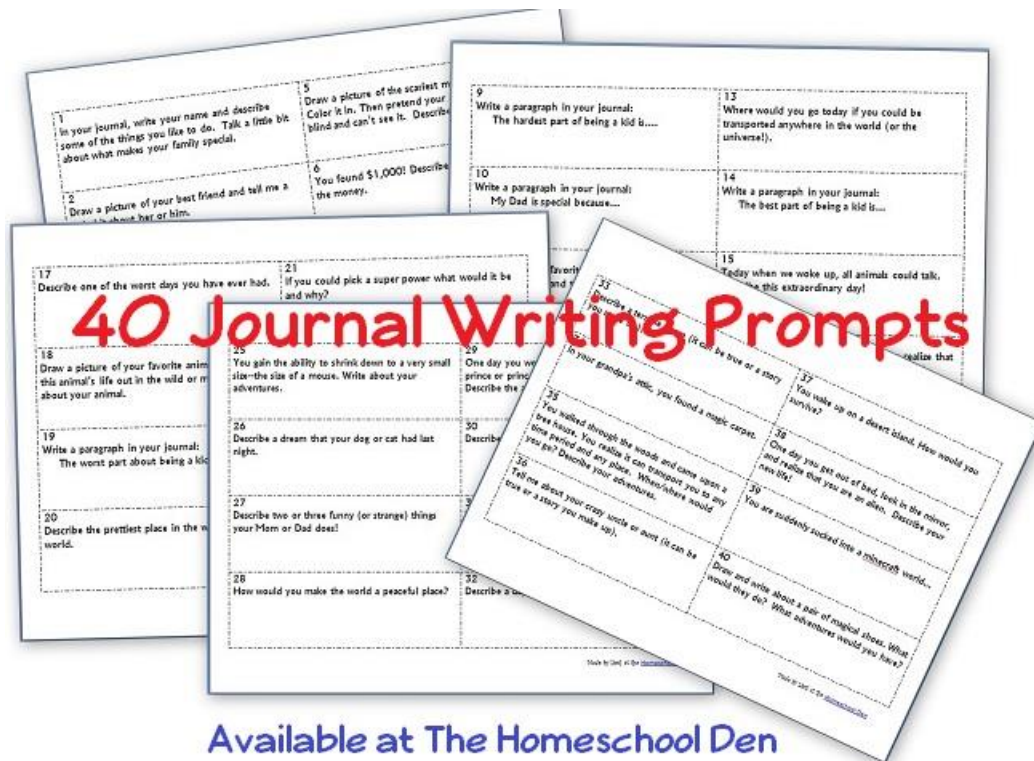 1
In your journal, write your name and describe
some of the things you like to do. Talk a little bit
about what makes your family special.
2
Draw a picture of your best friend and tell me a
about her or him.
5
Draw a picture of the scariest
Color it in. Then pretend your
blind and can't see it. Describe
6
You found $1,000! Describe
the money.
9
Write a paragraph in your journal:
The hardest part of being a kid is....
10
Write a paragraph in your journal:
My Dad is special because....
13
Where would you go today if you could be
transported anywhere in the world (or the
universe!).
14
Write a paragraph in your journal:
The best part of being a kid is....
15
Today when we woke up, all animals could talk.
this extraordinary day!
realize that
17
Describe one of the worst days you have ever had.
18
Draw a picture of your favorite
this animal's life out in the wild or
about your animal.
19
Write a paragraph in your journal:
The worst part about being a
20
Describe the prettiest place in the
world.
21
If you could pick a super power what would it be
and why?
40 Journal Writing Prompts
25
You gain the ability to shrink down to a very small
size—the size of a mouse. Write about your
adventures.
26
Describe a dream that your dog or cat had last
night.
27
Describe two or three funny (or strange) things
your Mom or Dad does!
28
How would you make the world a peaceful place?
29
One day you
prince or
Describe the
30
Describe
32
Describe a
33
Describe a
(it can be true or a story
In your grandpa's attic, you found a magic carpet.
35
You walked through the woods and came upon a
tree house. You realize it can transport you to any
time period and any place. When/where would
you go? Describe your adventures.
36
Tell me about your crazy uncle or aunt (it can be
true or a story you make up).
37
You wake up on a desert island. How would you
survive?
38
One day you get out of bed, look in the mirror,
and realize that you are an alien. Describe your
new life!
39
You are suddenly sucked into a minecraft world...
40
Draw and write about a pair of magical shoes. What
would they do? What adventures would you have?
Available at The Homeschool Den